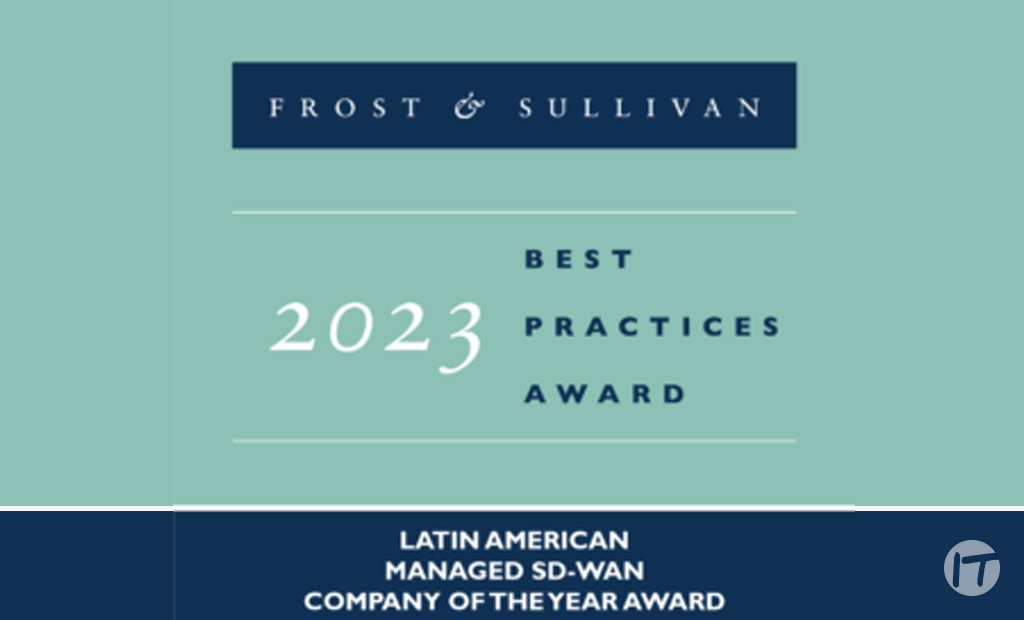 FROST & SULLIVAN
2023
BEST
PRACTICES
AWARD
LATIN AMERICAN
MANAGED SD-WAN
COMPANY OF THE YEAR AWARD
IT